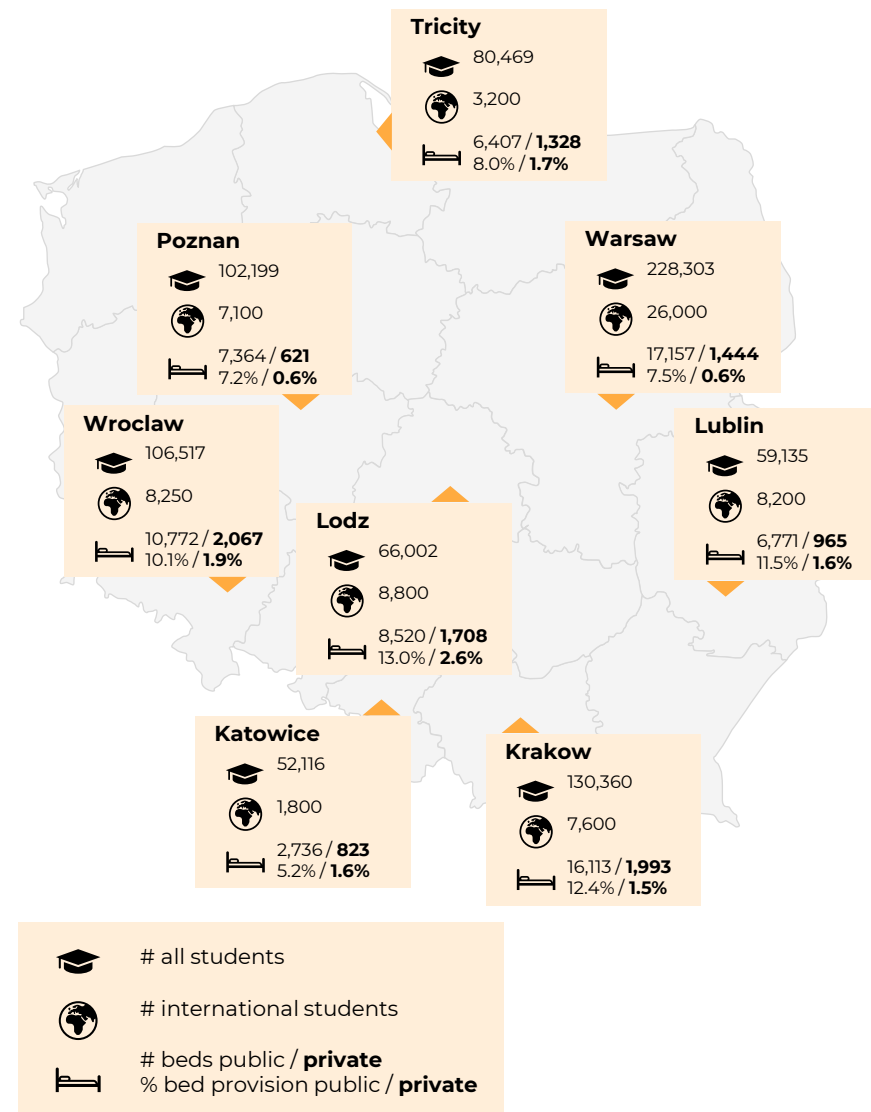 Tricity
80,469
3,200
6,407 / 1,328
8.0% / 1.7%
Poznan
102,199
7,100
7,364 / 621
7.2% / 0.6%
Warsaw
228,303
26,000
17,157 / 1,444
7.5% / 0.6%
Wroclaw
106,517
8,250
10,772 / 2,067
10.1% / 1.9%
Lublin
59,135
8,200
6,771 / 965
11.5% / 1.6%
Lodz
66,002
8,800
8,520 / 1,708
13.0% / 2.6%
Katowice
52,116
1,800
2,736 / 823
5.2% / 1.6%
Krakow
130,360
7,600
16,113 / 1,993
12.4% / 1.5%
# all students
# international students
# beds public / private
% bed provision public / private